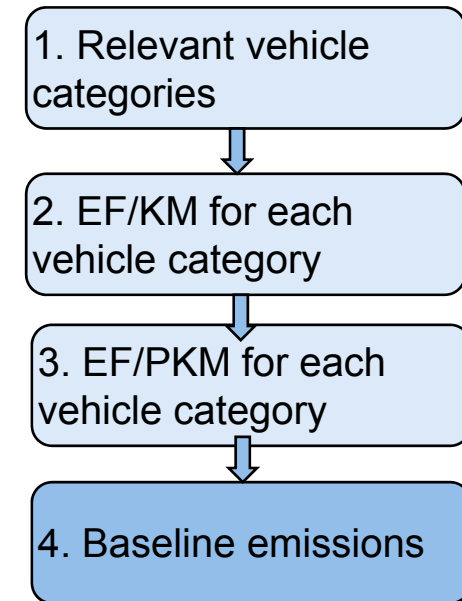 1. Relevant vehicle
categories
2. EF/KM for each
vehicle category
3. EF/PKM for each
vehicle category
4. Baseline emissions